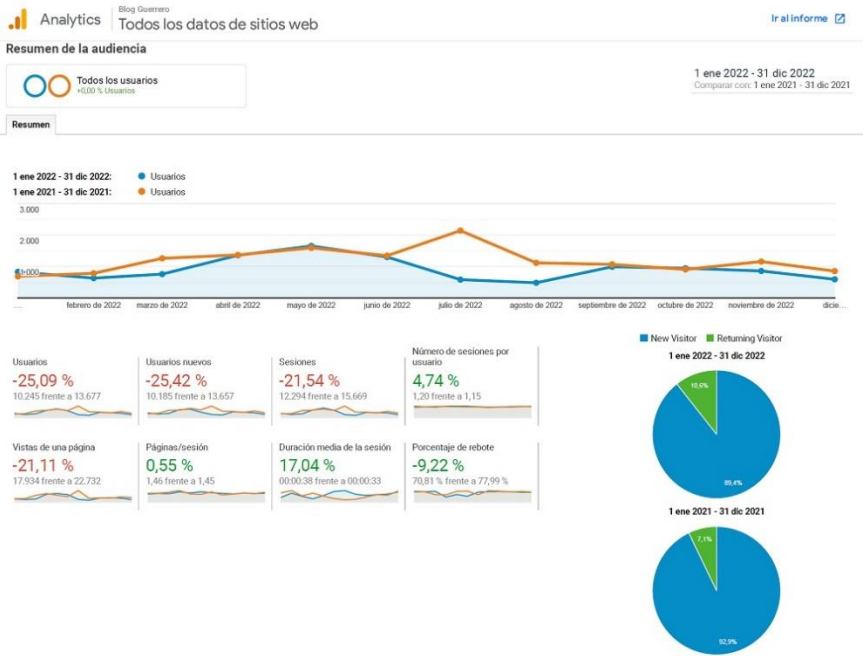 Analytics
Blog Guerrero
Todos los datos de sitios web
Ir al informe
Resumen de la audiencia
Todos los usuarios
+0,00 % Usuarios
1 ene 2022 - 31 dic 2022
Comparar con: 1 ene 2021 - 31 dic 2021
Resumen
1 ene 2022 - 31 dic 2022: Usuarios
1 ene 2021 - 31 dic 2021: Usuarios
3.000
2.000
1.000
... febrero de 2022 marzo de 2022 abril de 2022 mayo de 2022 junio de 2022 julio de 2022 agosto de 2022 septiembre de 2022 octubre de 2022 noviembre de 2022 dicie...
Usuarios
-25,09 %
10.245 frente a 13.677
Usuarios nuevos
-25,42 %
10.185 frente a 13.657
Sesiones
-21,54 %
12.294 frente a 15.669
Número de sesiones por
usuario
4,74 %
1,20 frente a 1,15
Vistas de una página
-21,11 %
17.934 frente a 22.732
Páginas/sesión
0,55 %
1,46 frente a 1,45
Duración media de la sesión
17,04 %
00:00:38 frente a 00:00:33
Porcentaje de rebote
-9,22 %
70,81 % frente a 77,99 %
New Visitor Returning Visitor
1 ene 2022 - 31 dic 2022
10,6%
89,4%
1 ene 2021 - 31 dic 2021
7,1%
92,9%